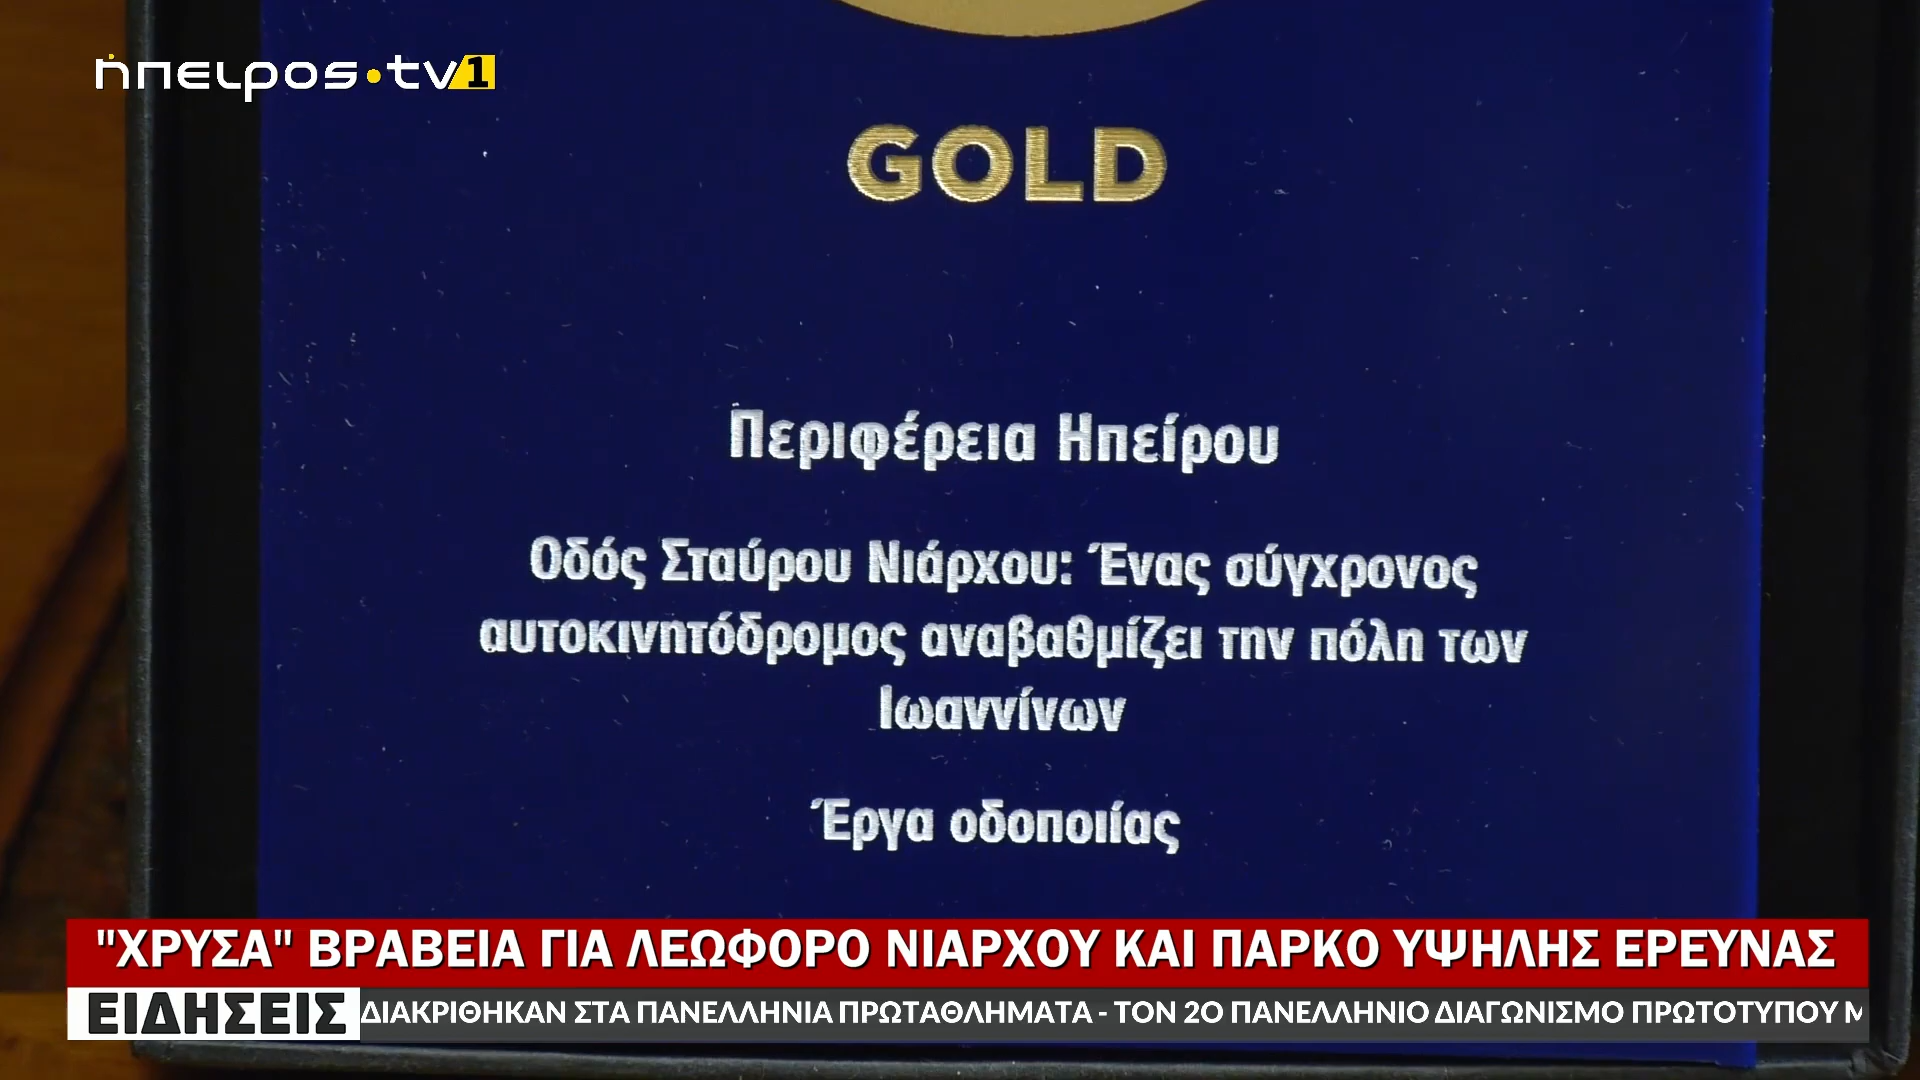 ήπειρος·tv1
GOLD
Περιφέρεια Ηπείρου
Οδός Σταύρου Νιάρχου: Ένας σύγχρονος
αυτοκινητόδρομος αναβαθμίζει την πόλη των
Ιωαννίνων
Έργα οδοποιίας
"ΧΡΥΣΑ" ΒΡΑΒΕΙΑ ΓΙΑ ΛΕΩΦΟΡΟ ΝΙΑΡΧΟΥ ΚΑΙ ΠΑΡΚΟ ΥΨΗΛΗΣ ΕΡΕΥΝΑΣ
ΕΙΔΗΣΕΙΣ ΔΙΑΚΡΙΘΗΚΑΝ ΣΤΑ ΠΑΝΕΛΛΗΝΙΑ ΠΡΩΤΑΘΛΗΜΑΤΑ - ΤΟΝ 2Ο ΠΑΝΕΛΛΗΝΙΟ ΔΙΑΓΩΝΙΣΜΟ ΠΡΩΤΟΤΥΠΟΥ